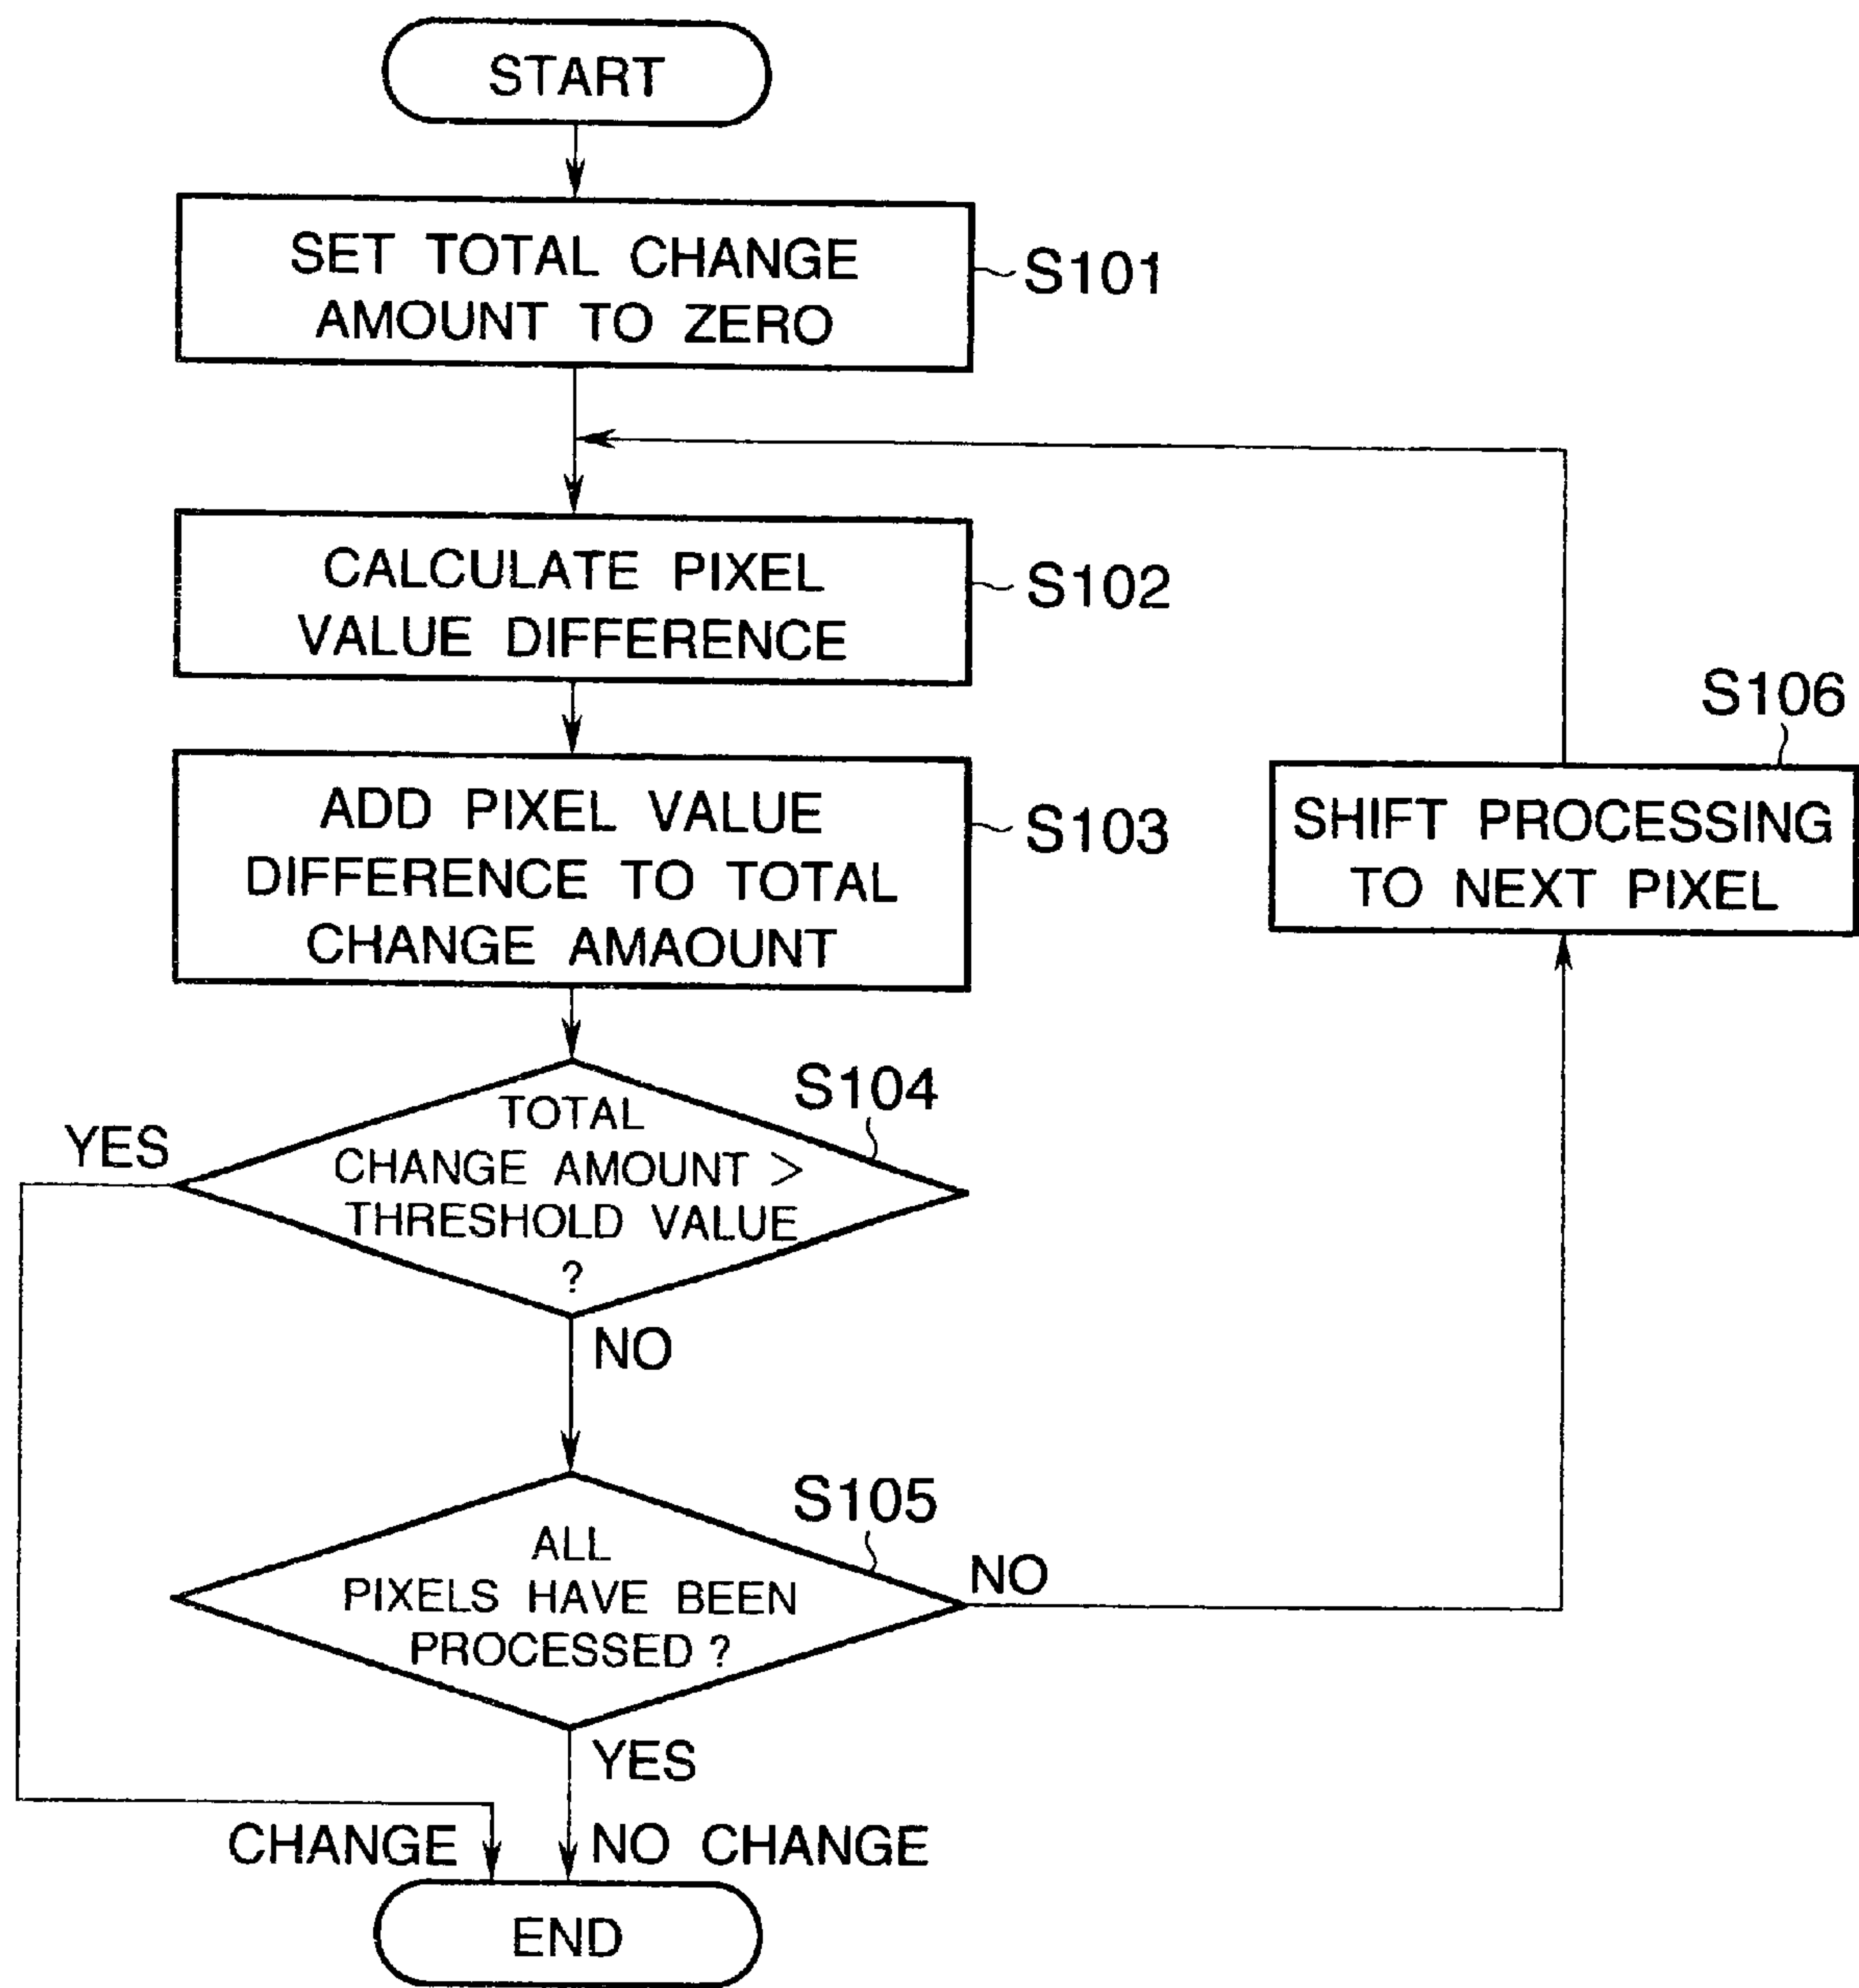 START
SET TOTAL CHANGE
AMOUNT TO ZERO
S101
CALCULATE PIXEL
VALUE DIFFERENCE
S102
ADD PIXEL VALUE
DIFFERENCE TO TOTAL
CHANGE AMAOUNT
S103
S106
SHIFT PROCESSING
TO NEXT PIXEL
S104
TOTAL
CHANGE AMOUNT >
THRESHOLD VALUE
?
YES
NO
S105
ALL
PIXELS HAVE BEEN
PROCESSED ?
NO
YES
CHANGE
NO CHANGE
END